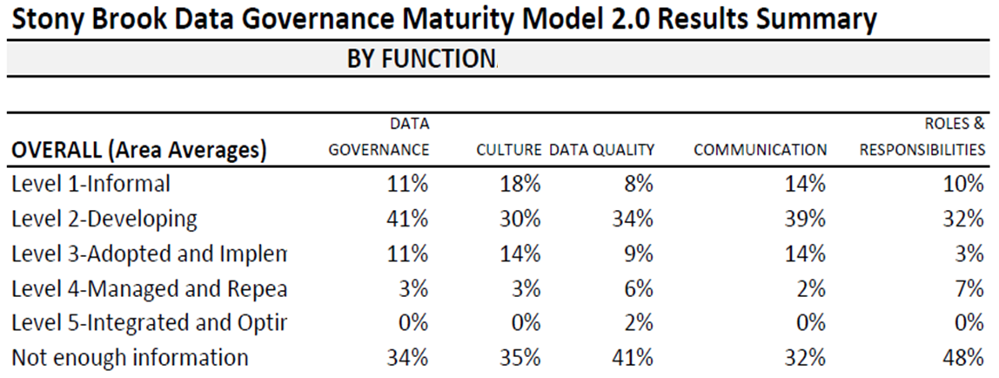 Stony Brook Data Governance Maturity Model 2.0 Results Summary
BY FUNCTION
DATA ROLES &
OVERALL (Area Averages) GOVERNANCE CULTURE DATA QUALITY COMMUNICATION RESPONSIBILITIES
Level 1-Informal 11% 18% 8% 14% 10%
Level 2-Developing 41% 30% 34% 39% 32%
Level 3-Adopted and Implem 11% 14% 9% 14% 3%
Level 4-Managed and Repea 3% 3% 6% 2% 7%
Level 5-Integrated and Optir 0% 0% 2% 0% 0%
Not enough information 34% 35% 41% 32% 48%